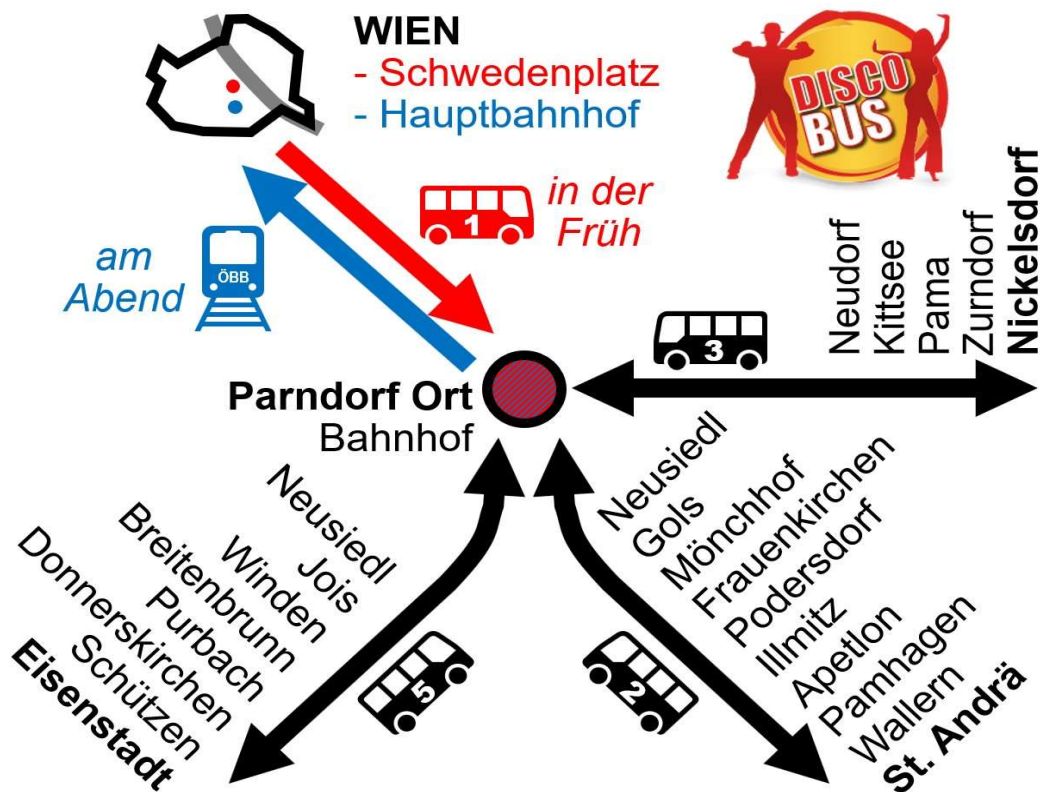 WIEN
- Schwedenplatz
- Hauptbahnhof
DISCO
BUS
in der
Früh
1
am
Abend
ÖBB
3
Neudorf
Kittsee
Pama
Zurndorf
Nickelsdorf
Parndorf Ort
Bahnhof
Neusiedl
Jois
Winden
Breitenbrunn
Purbach
Donnerskirchen
Schützen
Eisenstadt
5
2
Neusiedl
Gols
Mönchhof
Frauenkirchen
Podersdorf
Illmitz
Apetlon
Pamhagen
Wallern
St. Andrä